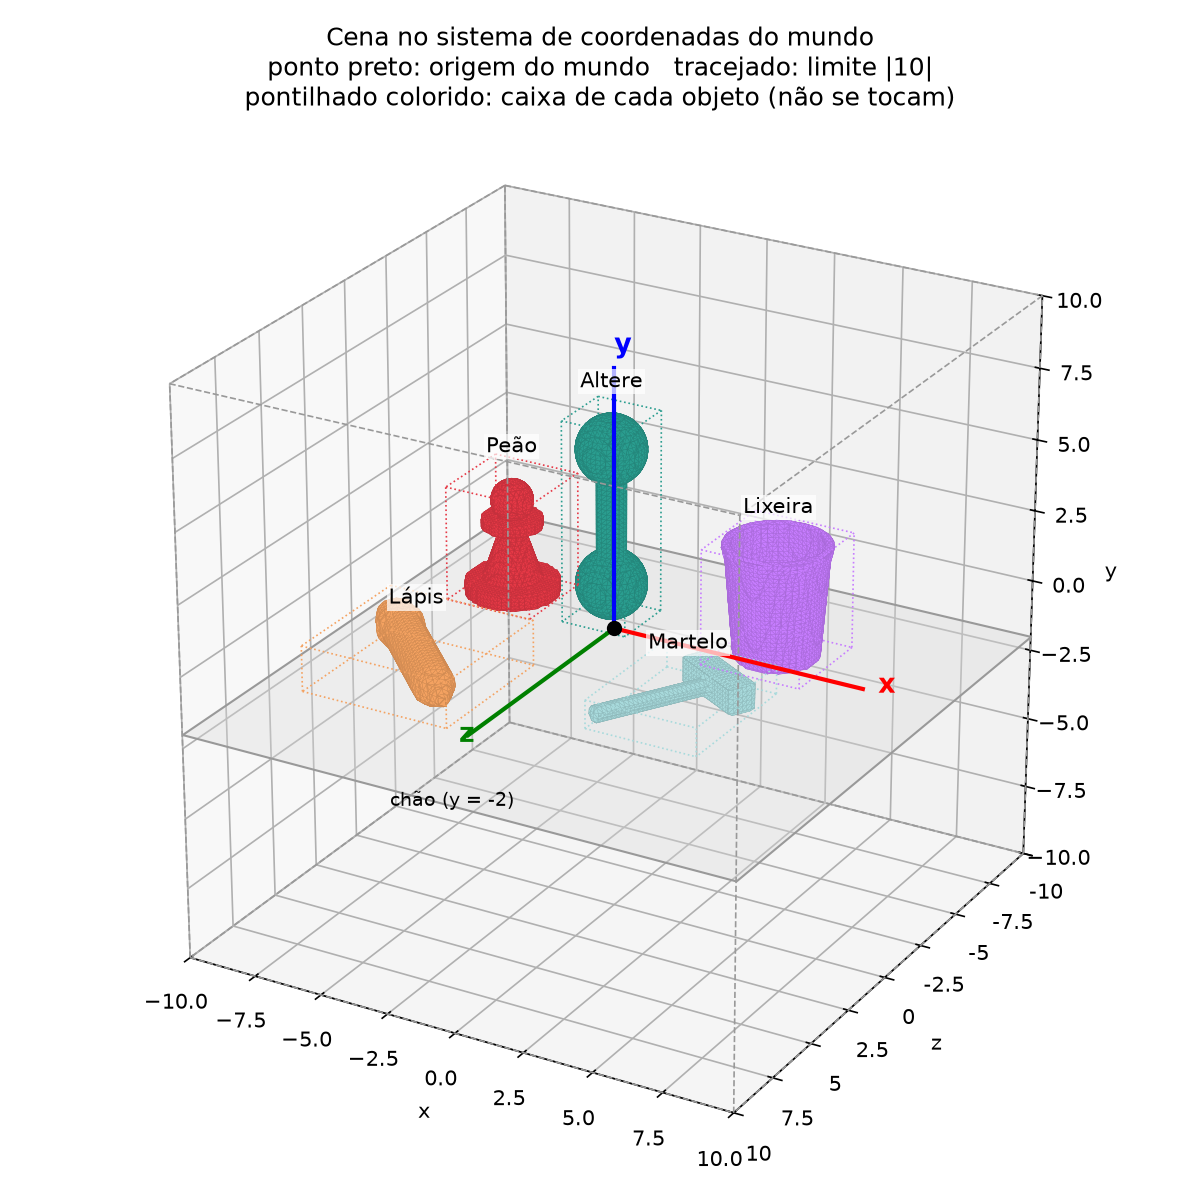 Cena no sistema de coordenadas do mundo
ponto preto: origem do mundo   tracejado: limite |10|
pontilhado colorido: caixa de cada objeto (não se tocam)
10.0
y
7.5
Altere
Peão
5.0
Lixeira
2.5
y
0.0
Lápis
Martelo
−2.5
x
z
−5.0
chão (y = -2)
−7.5
−10.0
-10
-7.5
-5
-2.5
0
z
2.5
5
7.5
10
−10.0
−7.5
−5.0
−2.5
0.0
x
2.5
5.0
7.5
10.0